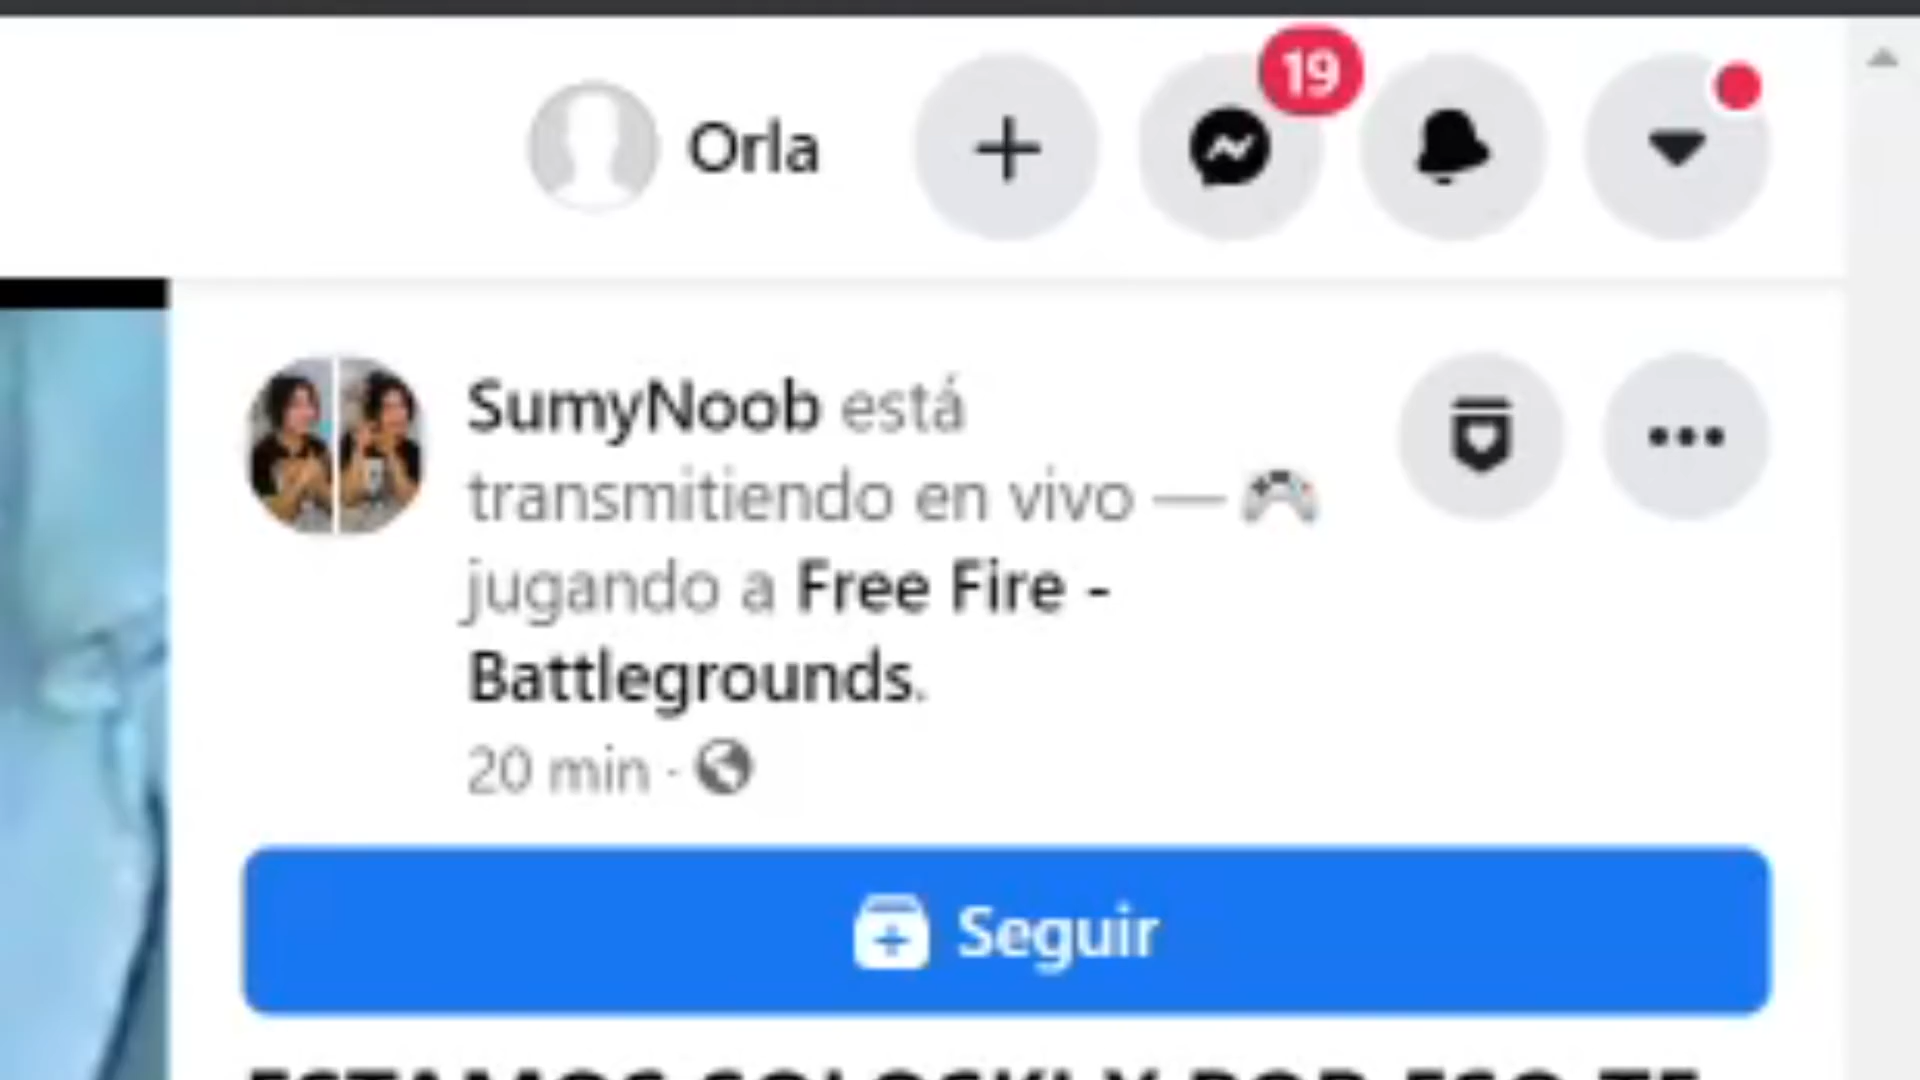 19
Orla
SumyNoob está
transmitiendo en vivo — 🎮
jugando a Free Fire -
Battlegrounds.
20 min ·
Seguir